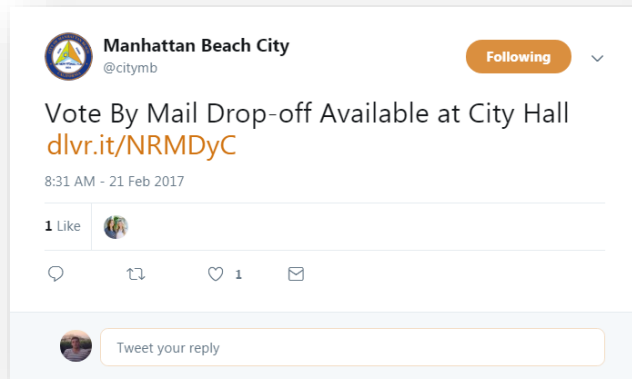 Manhattan Beach City
@citymb
Following
Vote By Mail Drop-off Available at City Hall
dlvr.it/NRMDyC
8:31 AM - 21 Feb 2017
1 Like
1
Tweet your reply